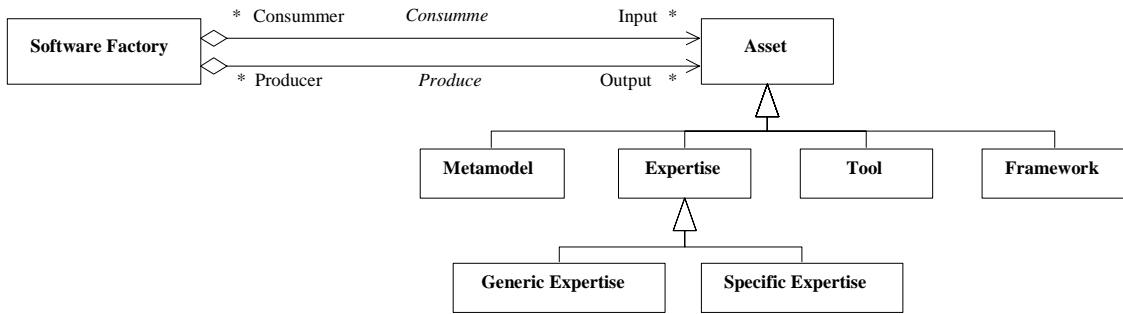 * Consummer Consumme Input *
Software Factory Asset
* Producer Produce Output *
Metamodel Expertise Tool Framework
Generic Expertise Specific Expertise